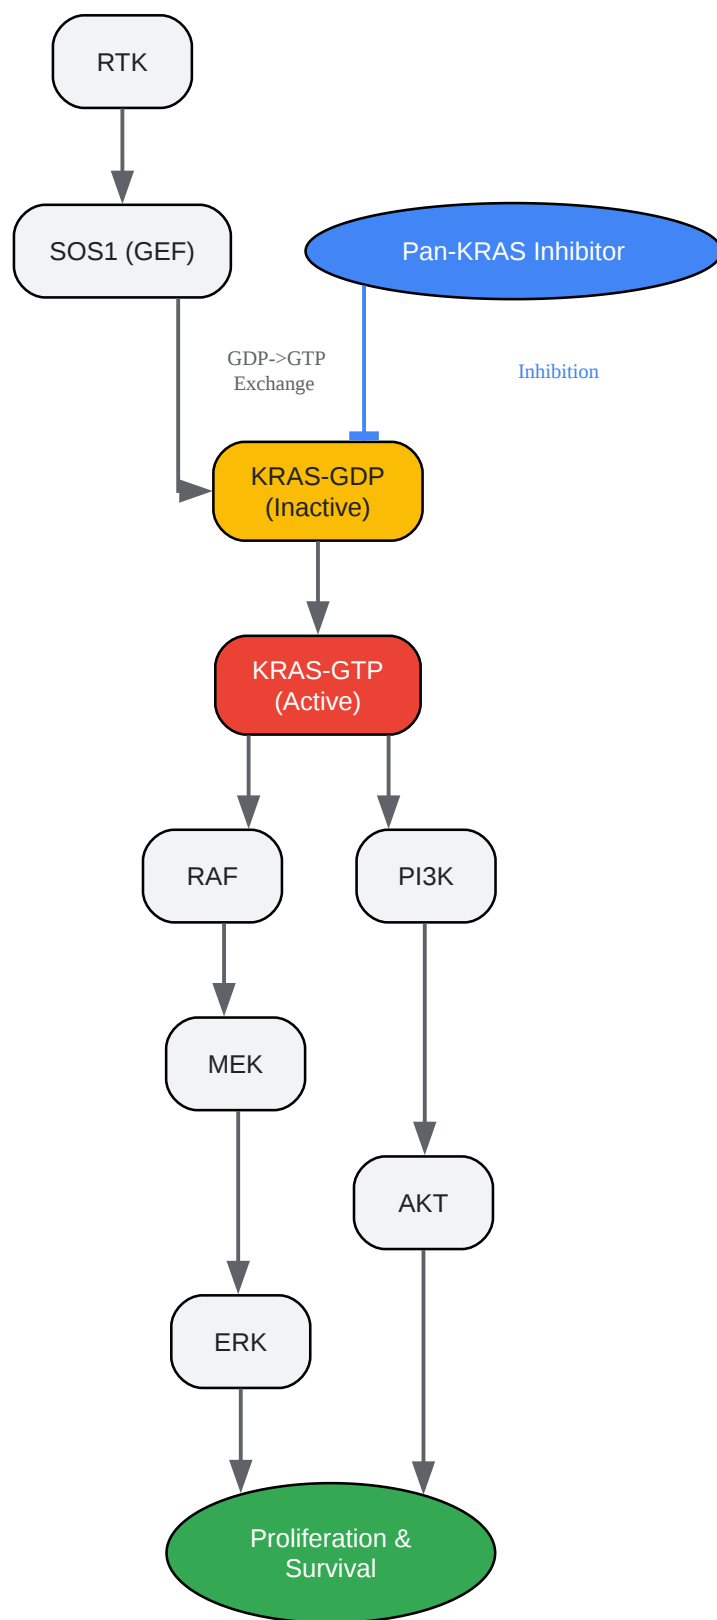 RTK
SOS1 (GEF)
Pan-KRAS Inhibitor
GDP->GTP
Exchange
Inhibition
KRAS-GDP
(Inactive)
KRAS-GTP
(Active)
RAF
PI3K
MEK
AKT
ERK
Proliferation &
Survival